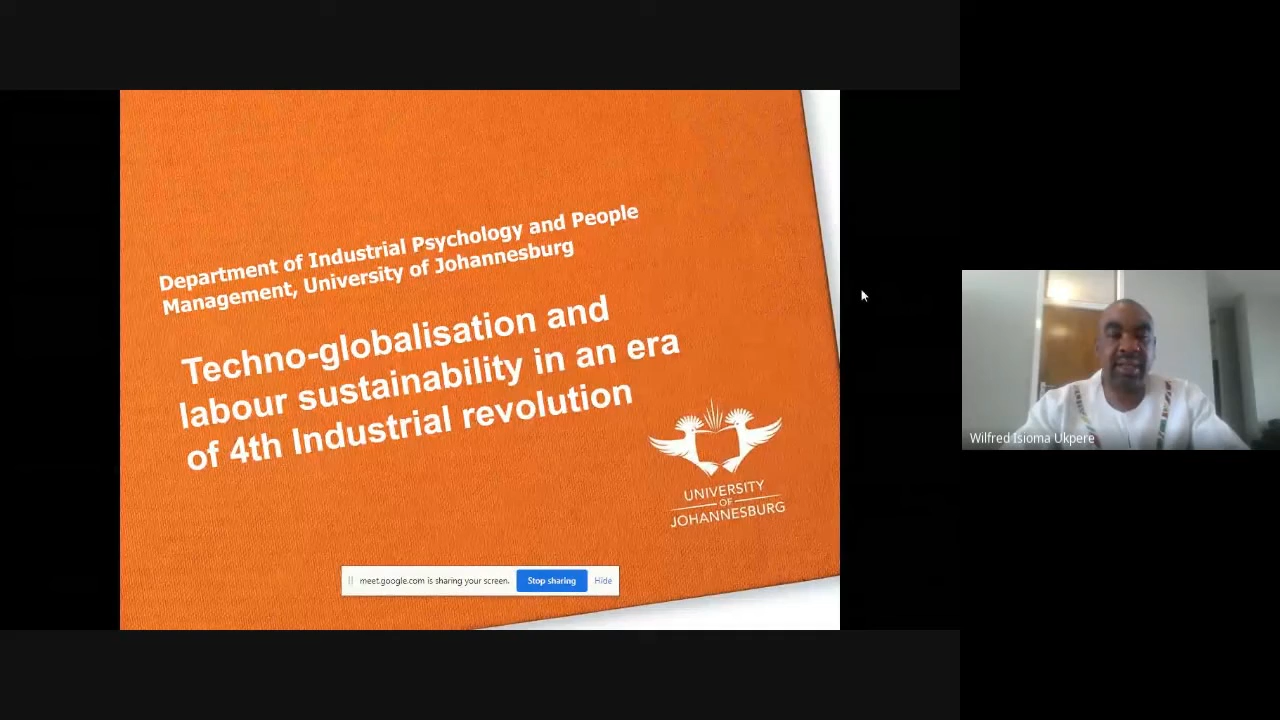 Department of Industrial Psychology and People
Management, University of Johannesburg
Techno-globalisation and
labour sustainability in an era
of 4th Industrial revolution
UNIVERSITY
OF
JOHANNESBURG
meet.google.com is sharing your screen.
Stop sharing
Hide
Wilfred Isioma Ukpere